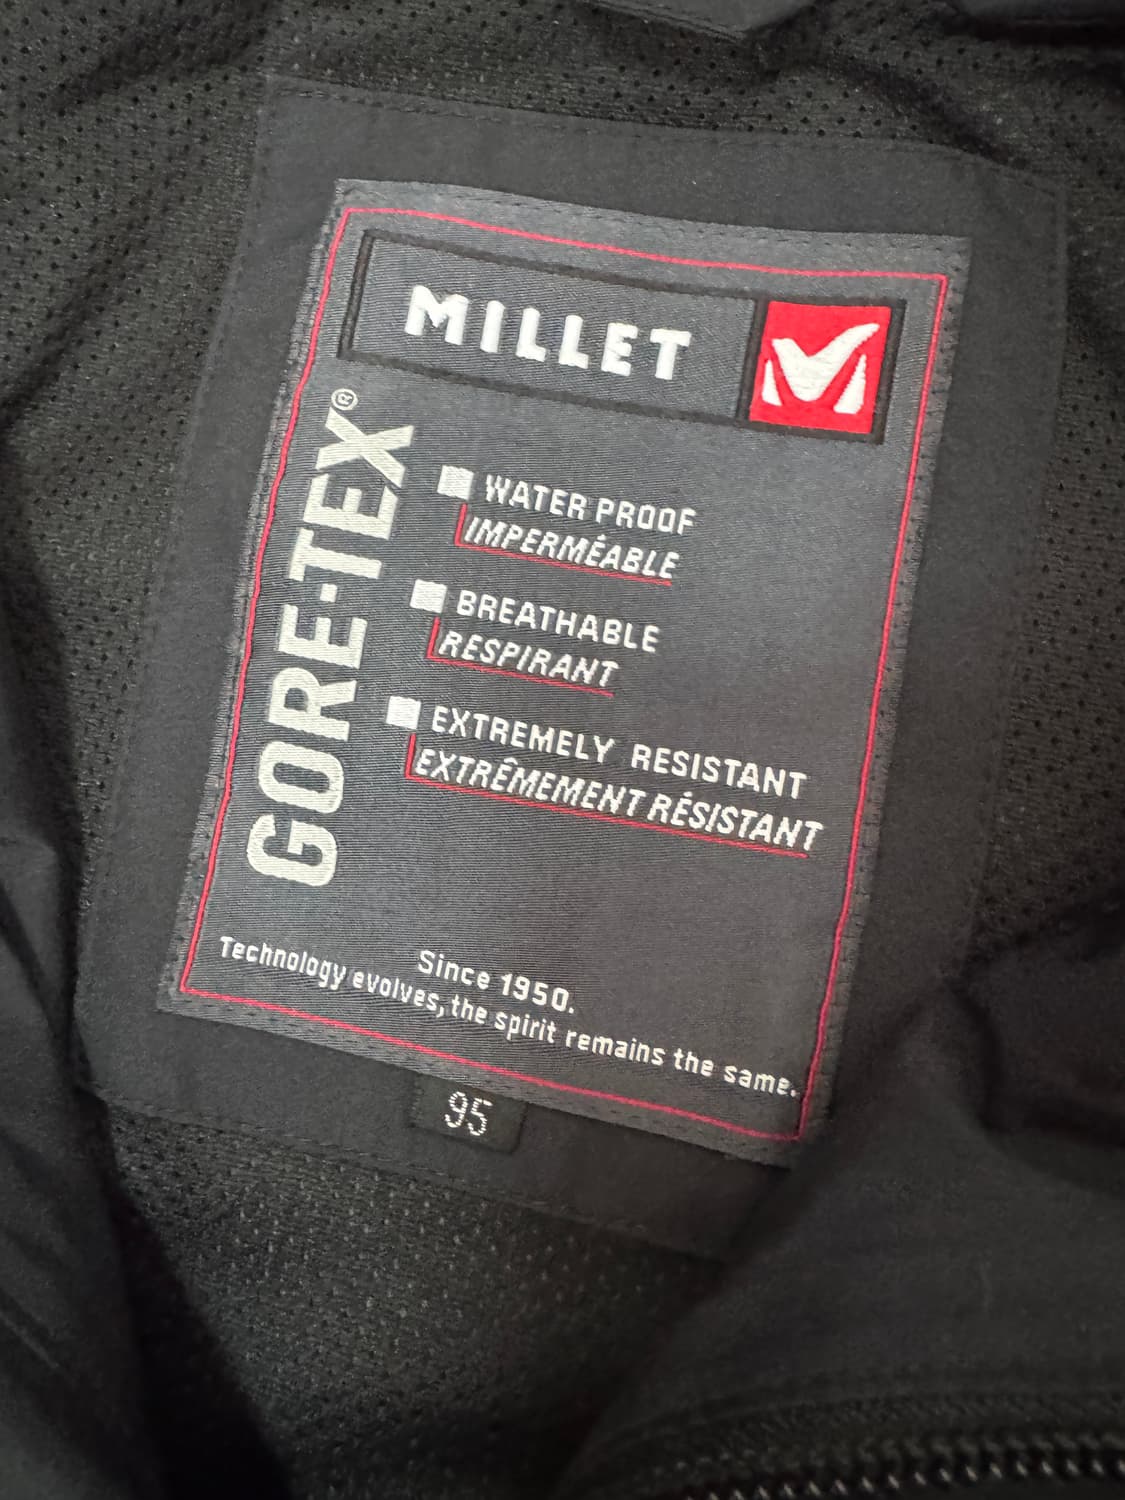 MILLET
GORE-TEX®
WATER PROOF
IMPERMÉABLE
BREATHABLE
RESPIRANT
EXTREMELY RESISTANT
EXTRÊMEMENT RÉSISTANT
Since 1950.
Technology evolves, the spirit remains the same.
95